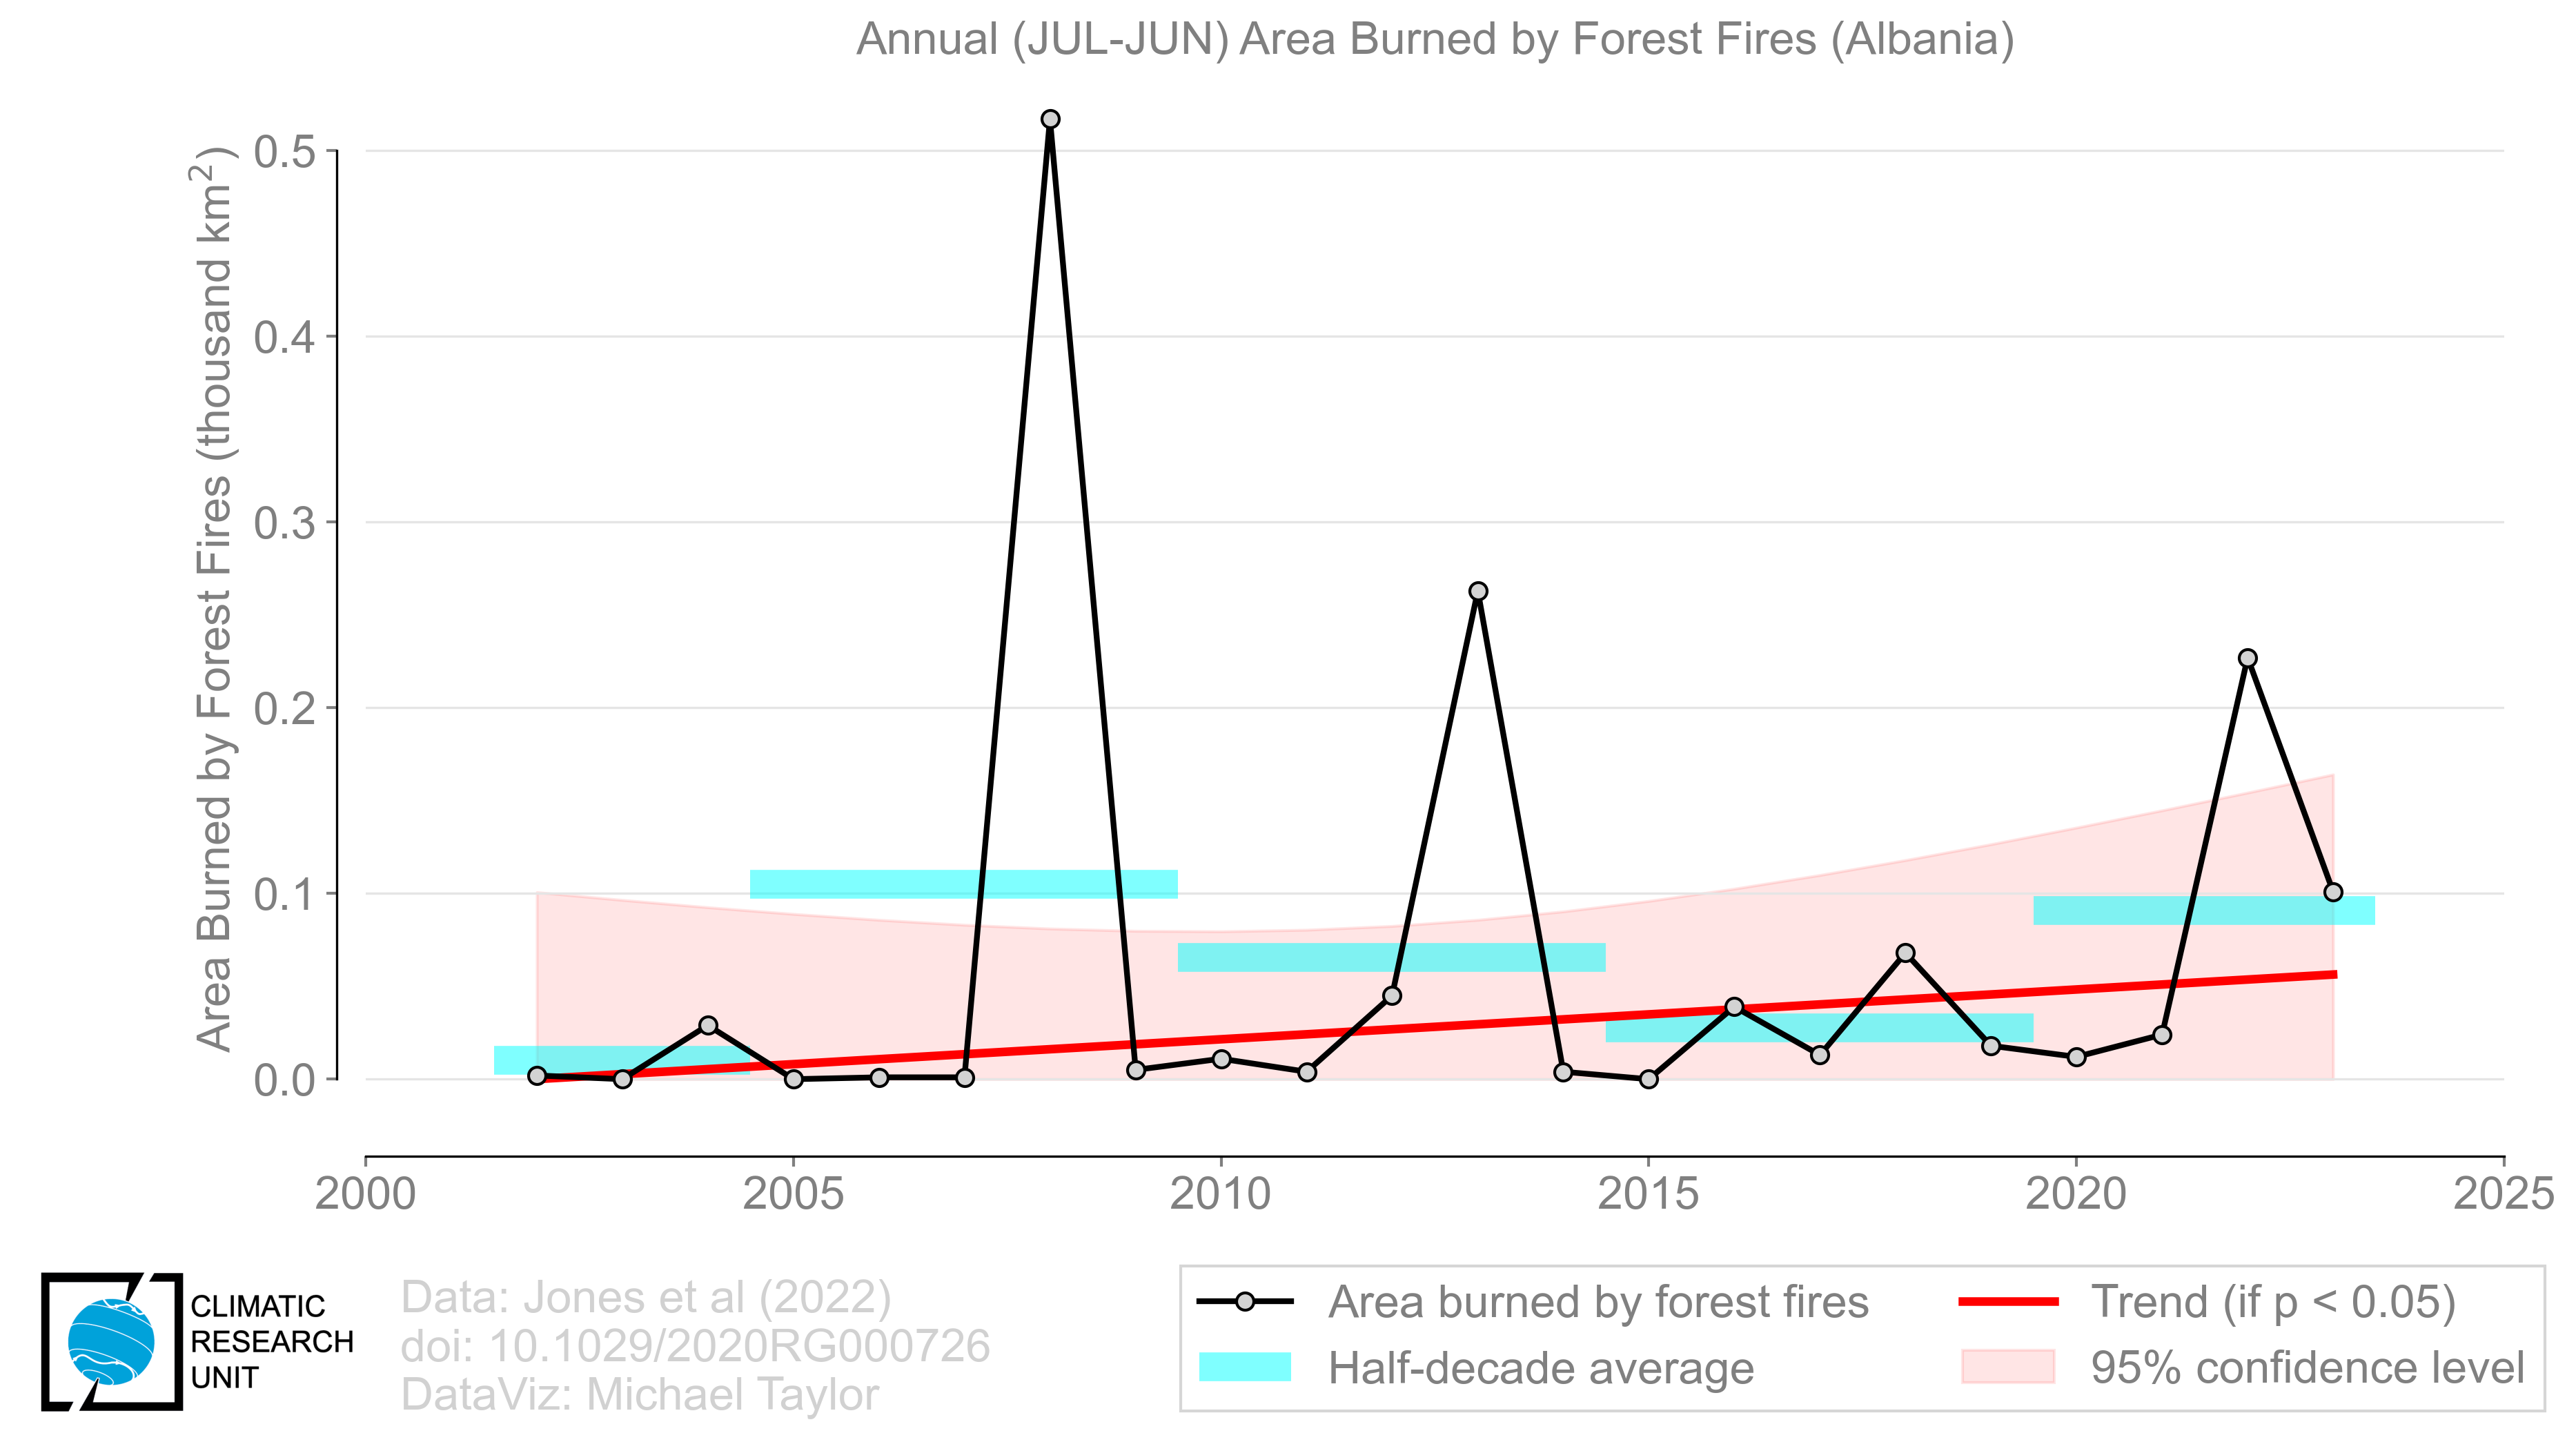 Annual (JUL-JUN) Area Burned by Forest Fires (Albania)
Area Burned by Forest Fires (thousand km²)
0.5
0.4
0.3
0.2
0.1
0.0
2000
2005
2010
2015
2020
2025
CLIMATIC
RESEARCH
UNIT
Data: Jones et al (2022)
doi: 10.1029/2020RG000726
DataViz: Michael Taylor
Area burned by forest fires
Half-decade average
Trend (if p < 0.05)
95% confidence level